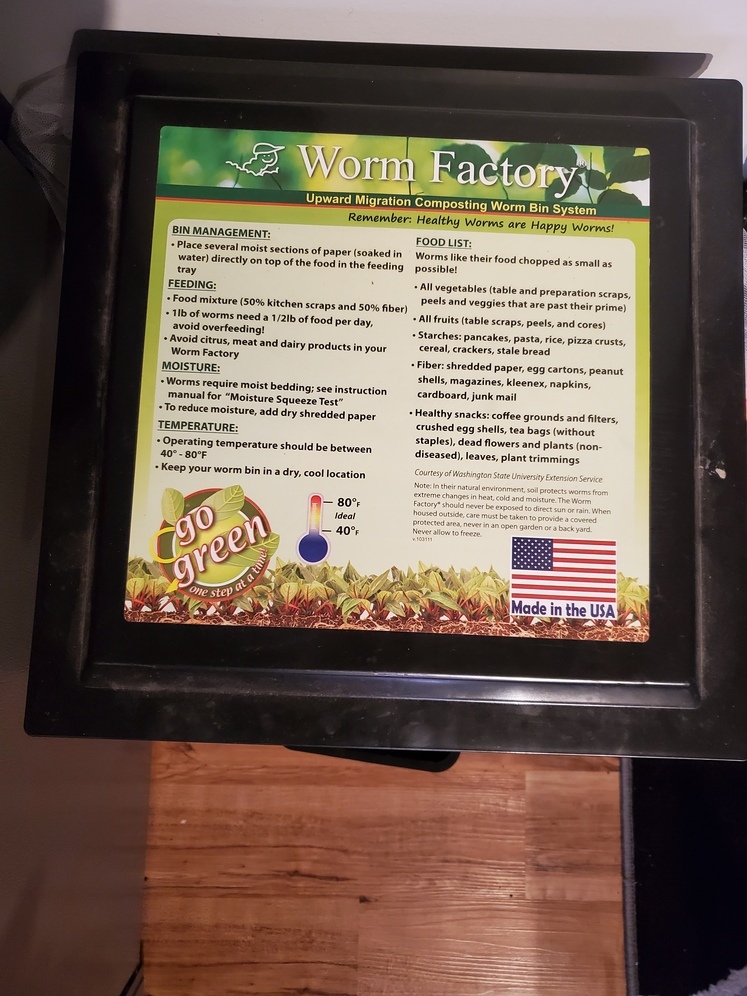 Worm Factory®
Upward Migration Composting Worm Bin System
Remember: Healthy Worms are Happy Worms!
BIN MANAGEMENT:
• Place several moist sections of paper (soaked in
water) directly on top of the food in the feeding
tray
FEEDING:
• Food mixture (50% kitchen scraps and 50% fiber)
• 1lb of worms need a 1/2lb of food per day,
avoid overfeeding!
• Avoid citrus, meat and dairy products in your
Worm Factory
MOISTURE:
• Worms require moist bedding; see instruction
manual for "Moisture Squeeze Test"
• To reduce moisture, add dry shredded paper
TEMPERATURE:
• Operating temperature should be between
40° - 80°F
• Keep your worm bin in a dry, cool location
go
green
one step at a time!
80°F
Ideal
40°F
FOOD LIST:
Worms like their food chopped as small as
possible!
• All vegetables (table and preparation scraps,
peels and veggies that are past their prime)
• All fruits (table scraps, peels, and cores)
• Starches: pancakes, pasta, rice, pizza crusts,
cereal, crackers, stale bread
• Fiber: shredded paper, egg cartons, peanut
shells, magazines, kleenex, napkins,
cardboard, junk mail
• Healthy snacks: coffee grounds and filters,
crushed egg shells, tea bags (without
staples), dead flowers and plants (non-
diseased), leaves, plant trimmings
Courtesy of Washington State University Extension Service.
Note: In their natural environment, soil protects worms from
extreme changes in heat, cold and moisture. The Worm
Factory® should never be exposed to direct sun or rain. When
housed outside, care must be taken to provide a covered
protected area, never in an open garden or a back yard.
Never allow to freeze.
v.103111
Made in the USA